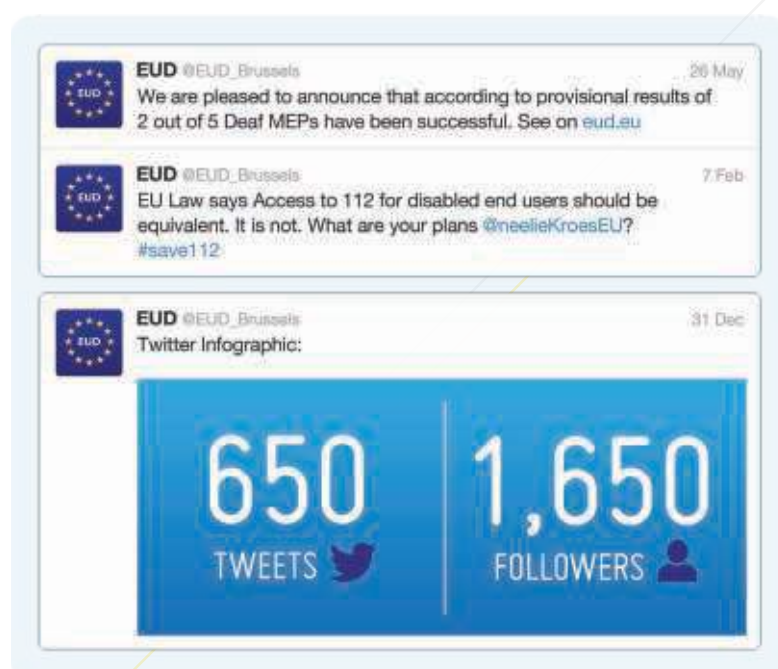 EUD @EUD_Brussels 26 May
We are pleased to announce that according to provisional results of
2 out of 5 Deaf MEPs have been successful. See on eud.eu
EUD
EUD @EUD_Brussels 7 Feb
EU Law says Access to 112 for disabled end users should be
equivalent. It is not. What are your plans @neelieKroesEU?
#save112
EUD
EUD @EUD_Brussels 31 Dec
Twitter Infographic:
EUD
650
TWEETS
1,650
FOLLOWERS